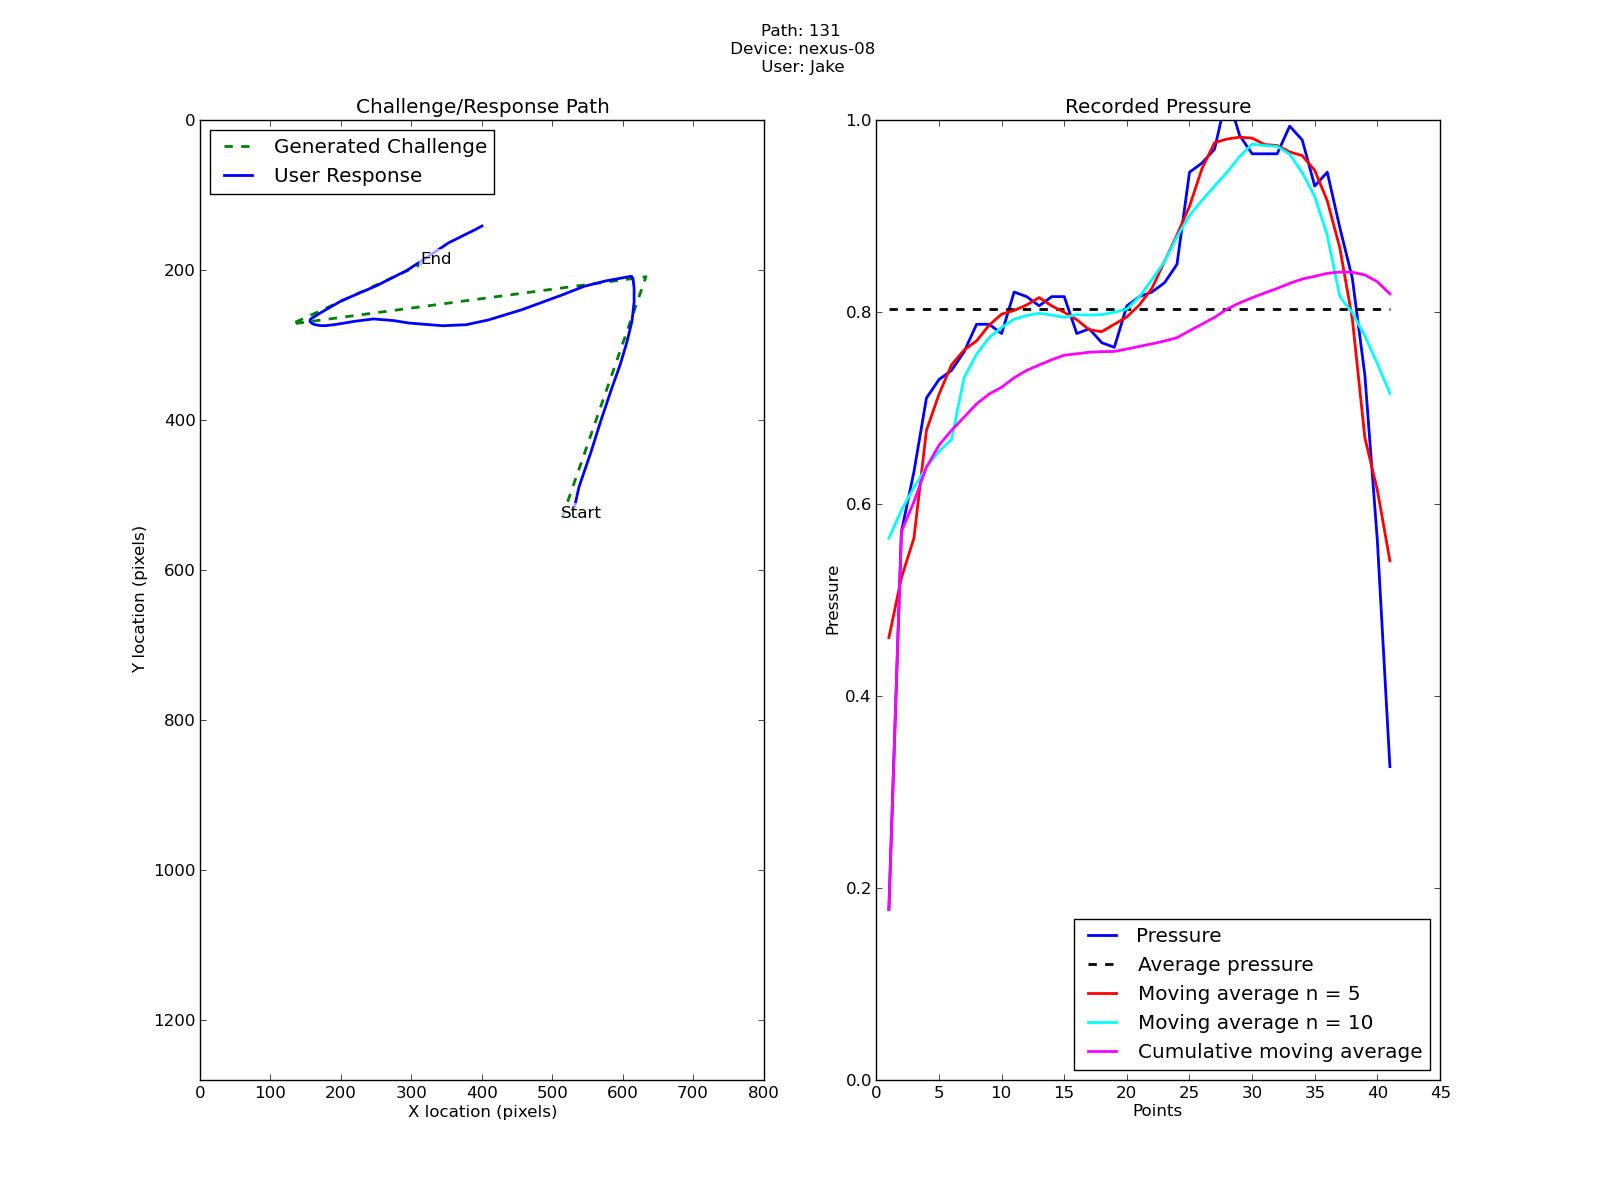 Path: 131
Device: nexus-08
User: Jake
Challenge/Response Path
Generated Challenge
User Response
End
Start
0
200
400
600
800
1000
1200
Y location (pixels)
0 100 200 300 400 500 600 700 800
X location (pixels)
Recorded Pressure
1.0
0.8
0.6
0.4
0.2
0.0
Pressure
Pressure
Average pressure
Moving average n = 5
Moving average n = 10
Cumulative moving average
0 5 10 15 20 25 30 35 40 45
Points